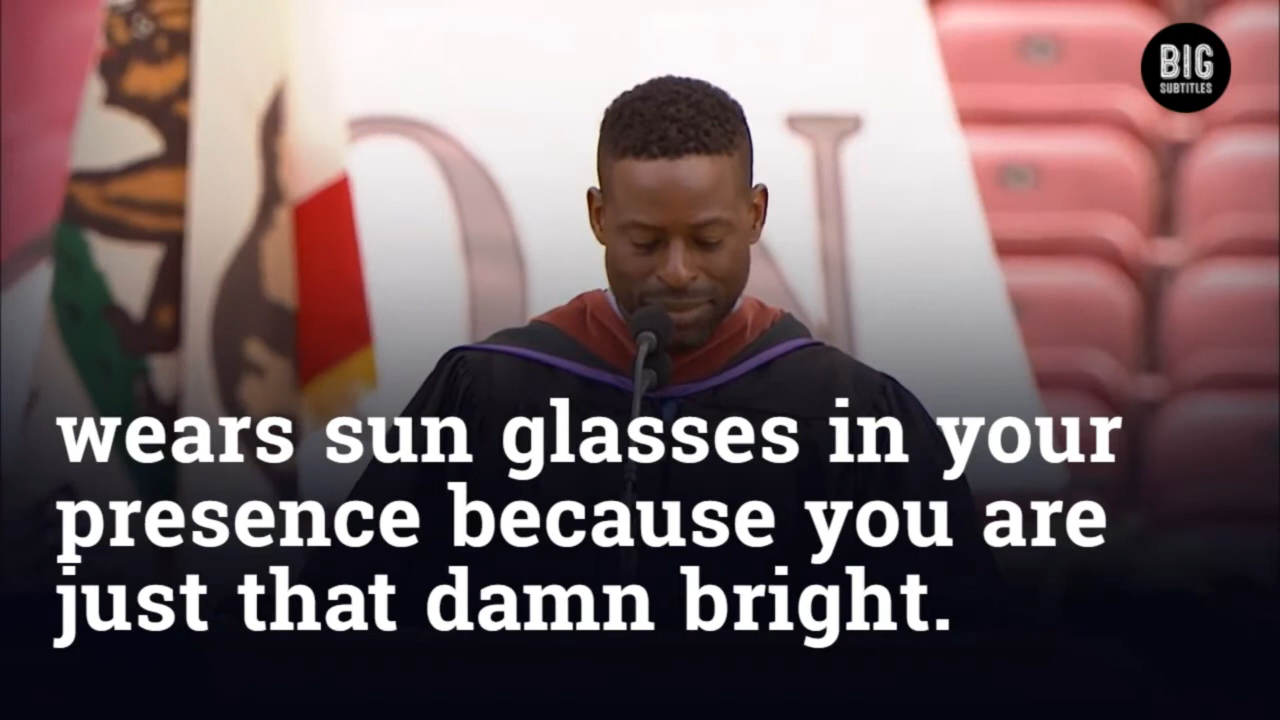 BIG
SUBTITLES
wears sun glasses in your
presence because you are
just that damn bright.